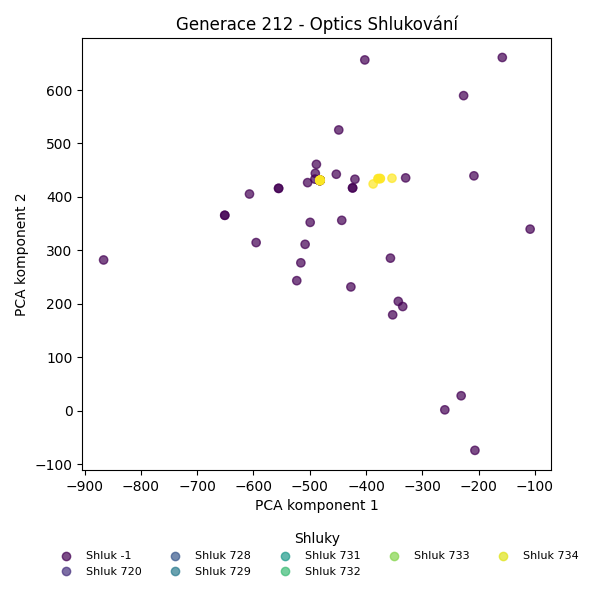 Generace 212 - Optics Shlukování
PCA komponent 2
600
500
400
300
200
100
0
−100
−900 −800 −700 −600 −500 −400 −300 −200 −100
PCA komponent 1
Shluky
Shluk -1 Shluk 728 Shluk 731 Shluk 733 Shluk 734
Shluk 720 Shluk 729 Shluk 732